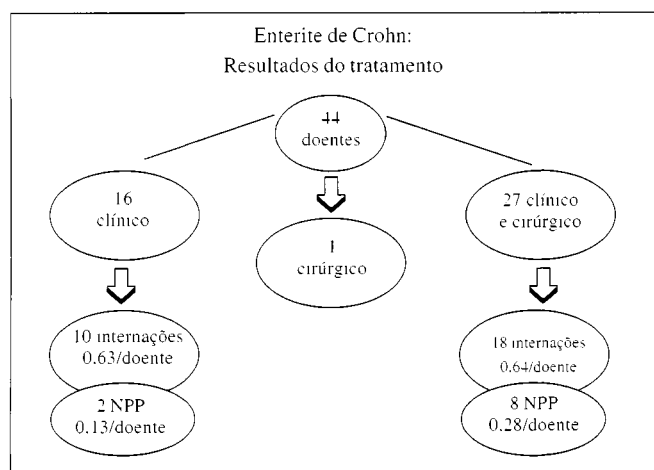 Enterite de Crohn:
Resultados do tratamento
44
doentes
16
clínico
1
cirúrgico
27 clínico
e cirúrgico
10 internações
0.63/doente
2 NPP
0.13/doente
18 internações
0.64/doente
8 NPP
0.28/doente